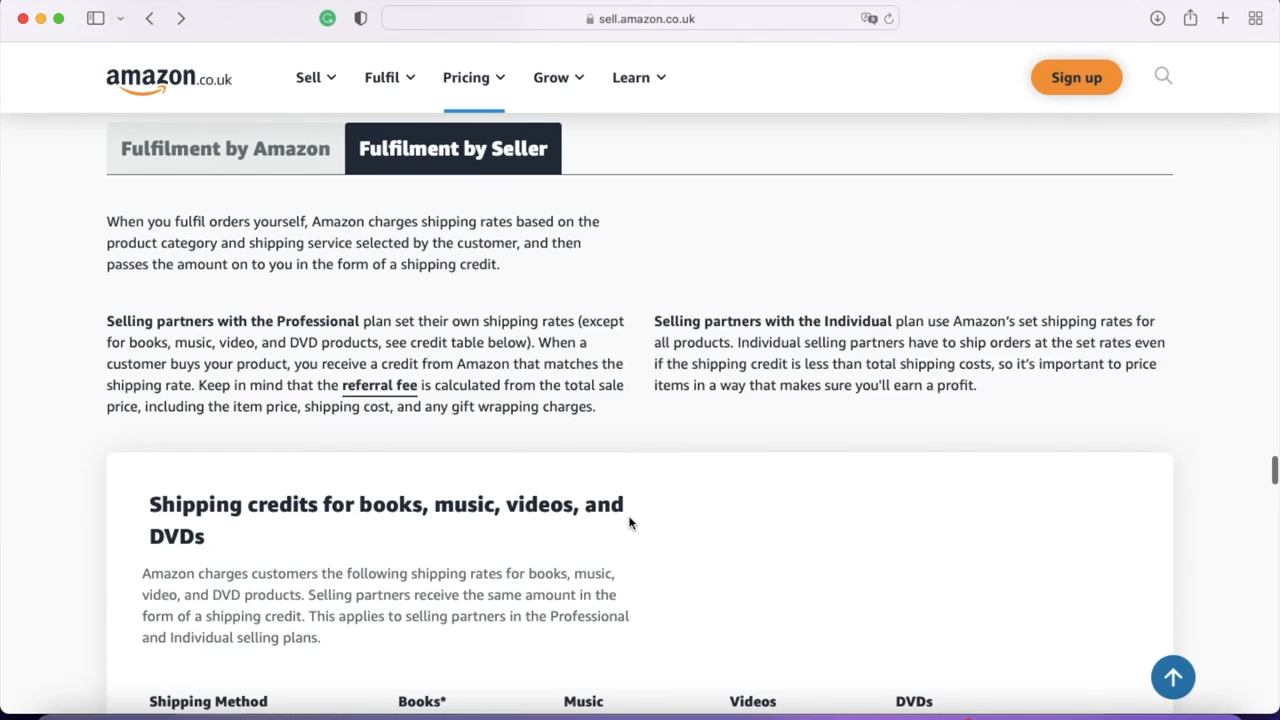 sell.amazon.co.uk
amazon.co.uk
Sell
Fulfil
Pricing
Grow
Learn
Sign up
Fulfilment by Amazon
Fulfilment by Seller
When you fulfil orders yourself, Amazon charges shipping rates based on the
product category and shipping service selected by the customer, and then
passes the amount on to you in the form of a shipping credit.
Selling partners with the Professional plan set their own shipping rates (except
for books, music, video, and DVD products, see credit table below). When a
customer buys your product, you receive a credit from Amazon that matches the
shipping rate. Keep in mind that the referral fee is calculated from the total sale
price, including the item price, shipping cost, and any gift wrapping charges.
Selling partners with the Individual plan use Amazon's set shipping rates for
all products. Individual selling partners have to ship orders at the set rates even
if the shipping credit is less than total shipping costs, so it's important to price
items in a way that makes sure you'll earn a profit.
Shipping credits for books, music, videos, and
DVDs
Amazon charges customers the following shipping rates for books, music,
video, and DVD products. Selling partners receive the same amount in the
form of a shipping credit. This applies to selling partners in the Professional
and Individual selling plans.
Shipping Method Books* Music Videos DVDs